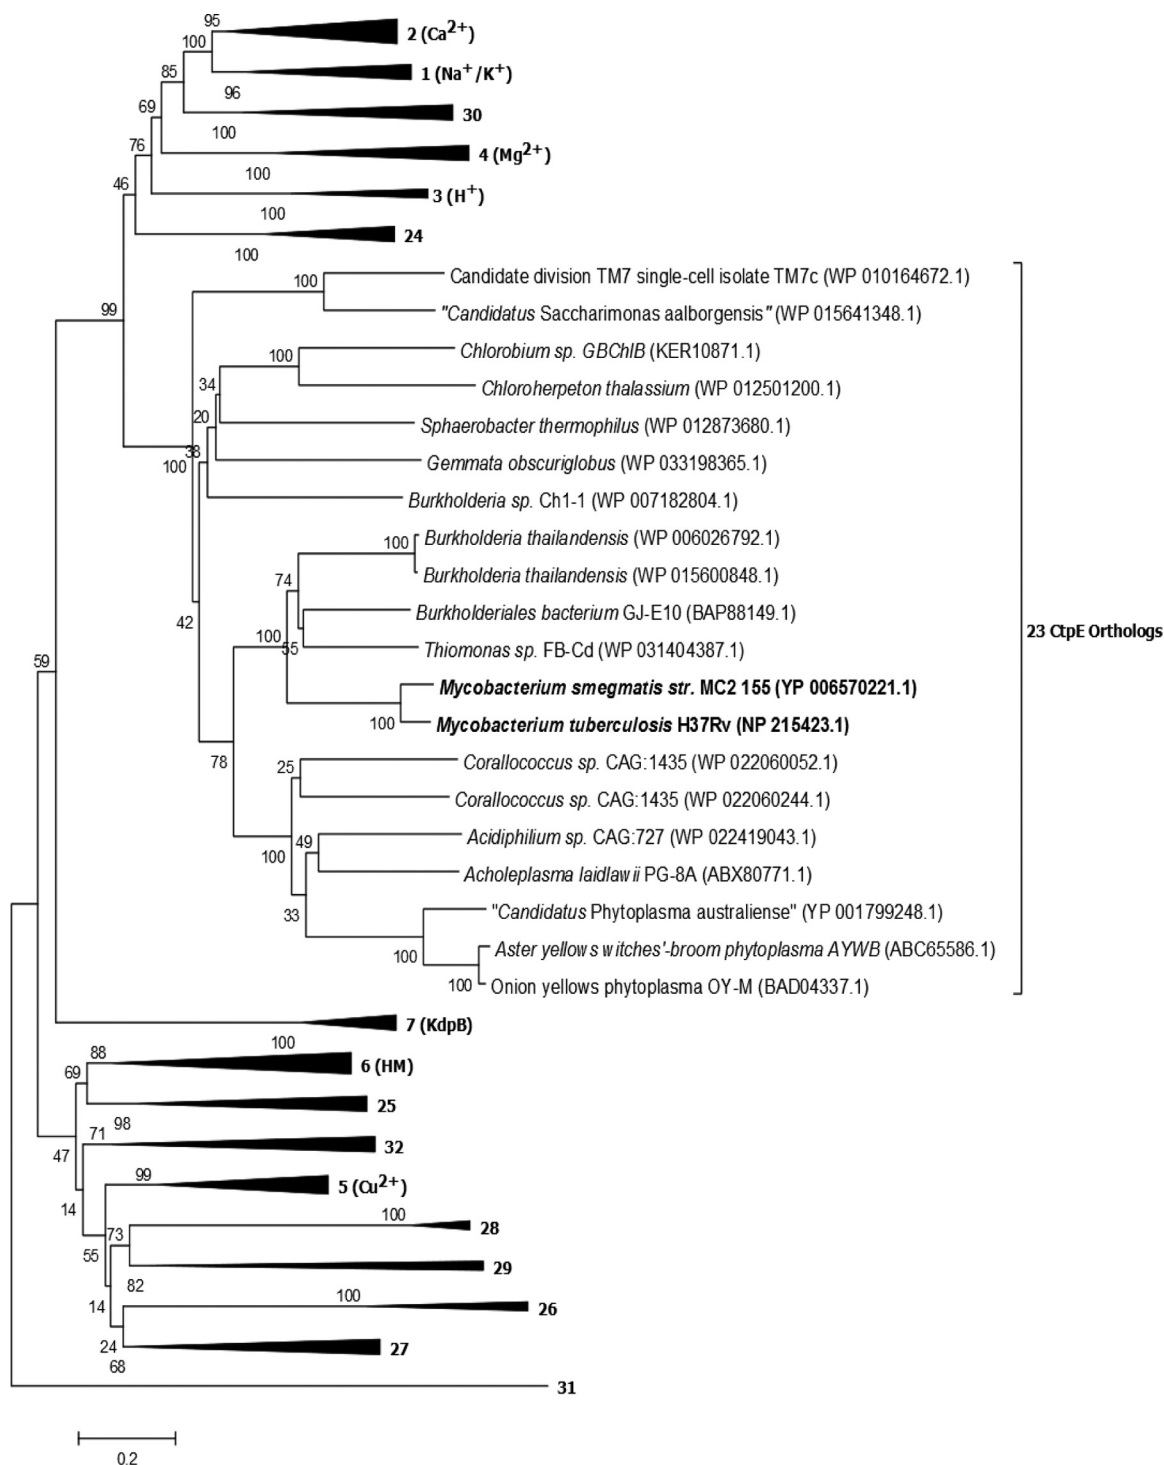 95
2 (Ca2+)
100
1 (Na+/K+)
85
96
30
69
100
4 (Mg2+)
76
100
3 (H+)
46
100
24
100
Candidate division TM7 single-cell isolate TM7c (WP 010164672.1)
100
99
"Candidatus Saccharimonas aalborgensis" (WP 015641348.1)
Chlorobium sp. GBChlB (KER10871.1)
100
34
Chloroherpeton thalassium (WP 012501200.1)
20
Sphaerobacter thermophilus (WP 012873680.1)
38
100
Gemmata obscuriglobus (WP 033198365.1)
Burkholderia sp. Ch1-1 (WP 007182804.1)
Burkholderia thailandensis (WP 006026792.1)
100
Burkholderia thailandensis (WP 015600848.1)
74
Burkholderiales bacterium GJ-E10 (BAP88149.1)
42
100
55
Thiomonas sp. FB-Cd (WP 031404387.1)
23 CtpE Orthologs
59
Mycobacterium smegmatis str. MC2 155 (YP 006570221.1)
100
Mycobacterium tuberculosis H37Rv (NP 215423.1)
78
25
Corallococcus sp. CAG:1435 (WP 022060052.1)
Corallococcus sp. CAG:1435 (WP 022060244.1)
49
Acidiphilium sp. CAG:727 (WP 022419043.1)
100
Acholeplasma laidlawii PG-8A (ABX80771.1)
33
"Candidatus Phytoplasma australiense" (YP 001799248.1)
100
Aster yellows witches'-broom phytoplasma AYWB (ABC65586.1)
100
Onion yellows phytoplasma OY-M (BAD04337.1)
7 (KdpB)
100
88
6 (HM)
69
25
98
71
32
47
99
5 (Cu2+)
14
100
28
73
55
29
82
100
26
14
24
27
68
31
0.2